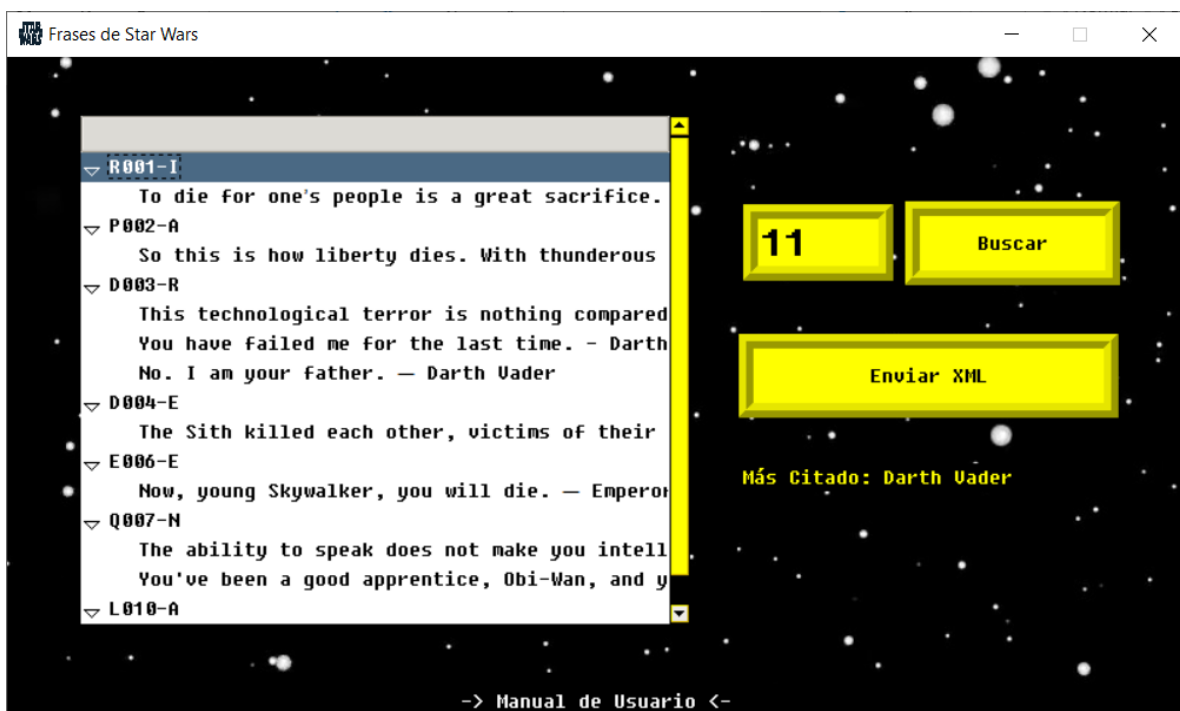 STAR WARS Frases de Star Wars
R001-I
To die for one's people is a great sacrifice.
P002-A
So this is how liberty dies. With thunderous
D003-R
This technological terror is nothing compared
You have failed me for the last time. - Darth
No. I am your father. — Darth Vader
D004-E
The Sith killed each other, victims of their
E006-E
Now, young Skywalker, you will die. — Emperor
Q007-N
The ability to speak does not make you intell
You've been a good apprentice, Obi-Wan, and y
L010-A
11
Buscar
Enviar XML
Más Citado: Darth Vader
-> Manual de Usuario <-